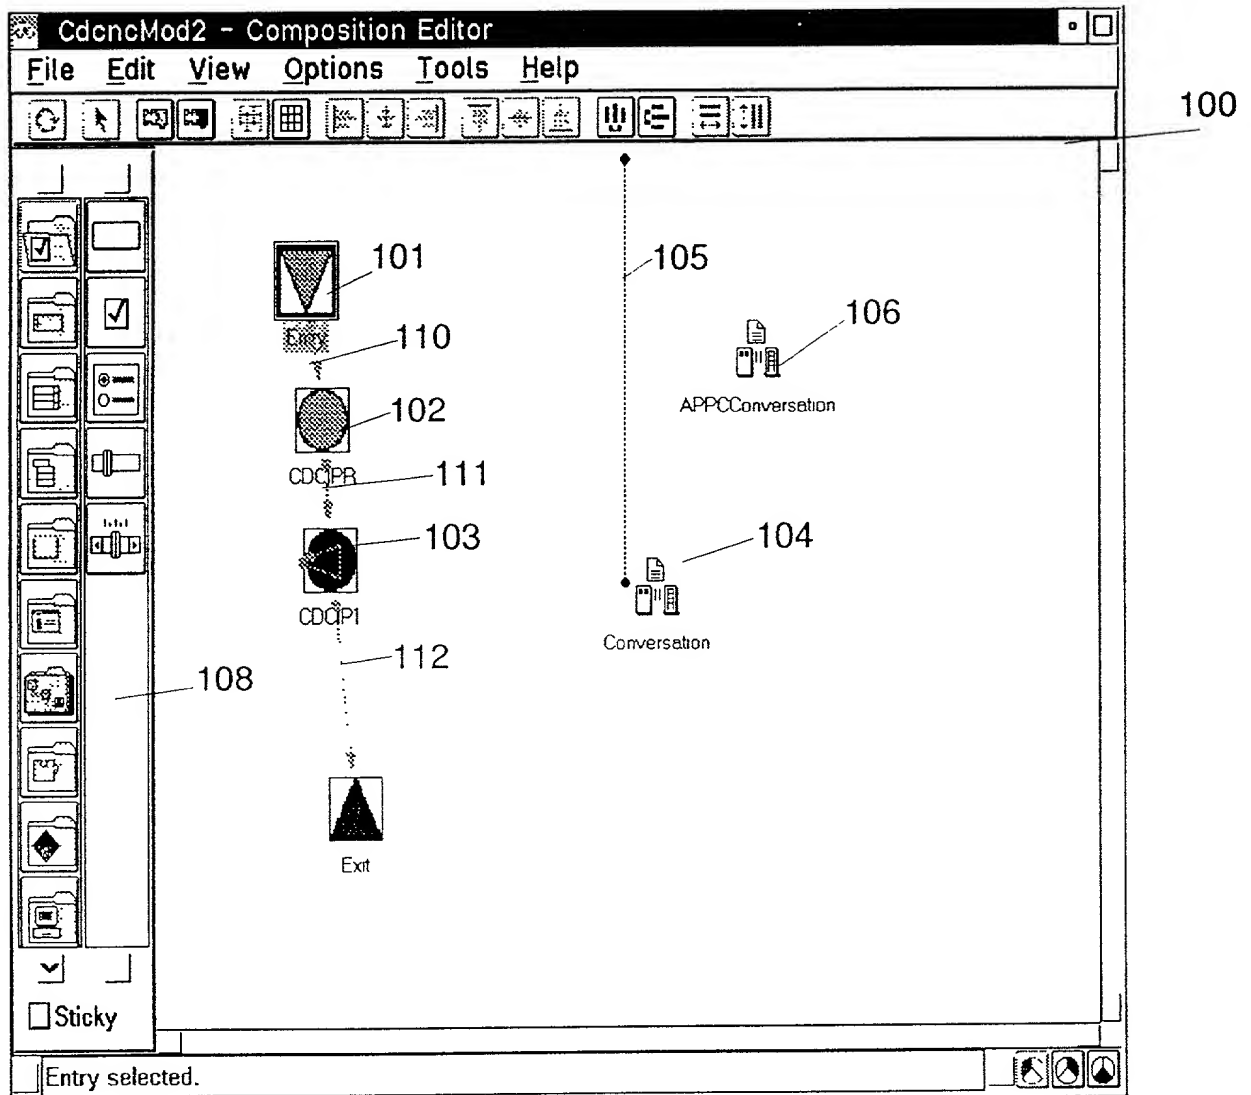 CdcncMod2 - Composition Editor
File Edit View Options Tools Help
100
101
105
106
Entry
110
APPCConversation
102
CDCIPR
111
103
104
CDCIP1
Conversation
112
108
Exit
Sticky
Entry selected.